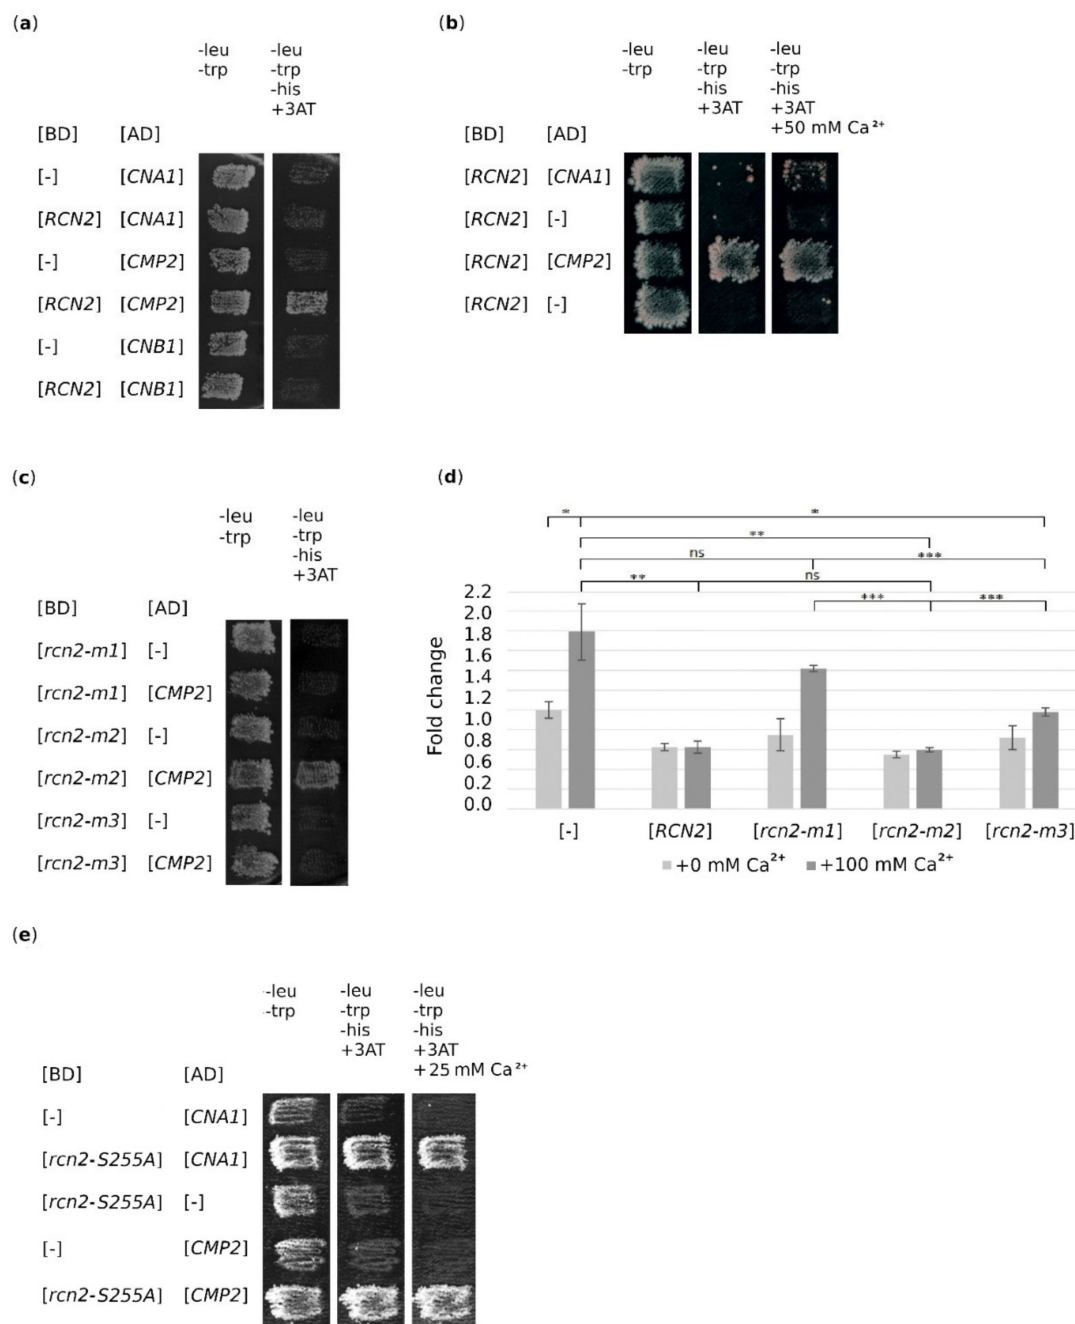 (a)
-leu -leu
-trp -trp
-his
+3AT
[BD] [AD]
[-] [CNA1]
[RCN2] [CNA1]
[-] [CMP2]
[RCN2] [CMP2]
[-] [CNB1]
[RCN2] [CNB1]
(b)
-leu -leu -leu
-trp -trp -trp
-his -his
+3AT +3AT
+50 mM Ca²⁺
[BD] [AD]
[RCN2] [CNA1]
[RCN2] [-]
[RCN2] [CMP2]
[RCN2] [-]
(c)
-leu -leu
-trp -trp
-his
+3AT
[BD] [AD]
[rcn2-m1] [-]
[rcn2-m1] [CMP2]
[rcn2-m2] [-]
[rcn2-m2] [CMP2]
[rcn2-m3] [-]
[rcn2-m3] [CMP2]
(d)
* *
**
ns ***
** ns
*** ***
Fold change
2.2
2.0
1.8
1.6
1.4
1.2
1.0
0.8
0.6
0.4
0.2
0.0
[-] [RCN2] [rcn2-m1] [rcn2-m2] [rcn2-m3]
+0 mM Ca²⁺ +100 mM Ca²⁺
(e)
-leu -leu -leu
-trp -trp -trp
-his -his
+3AT +3AT
+25 mM Ca²⁺
[BD] [AD]
[-] [CNA1]
[rcn2-S255A] [CNA1]
[rcn2-S255A] [-]
[-] [CMP2]
[rcn2-S255A] [CMP2]